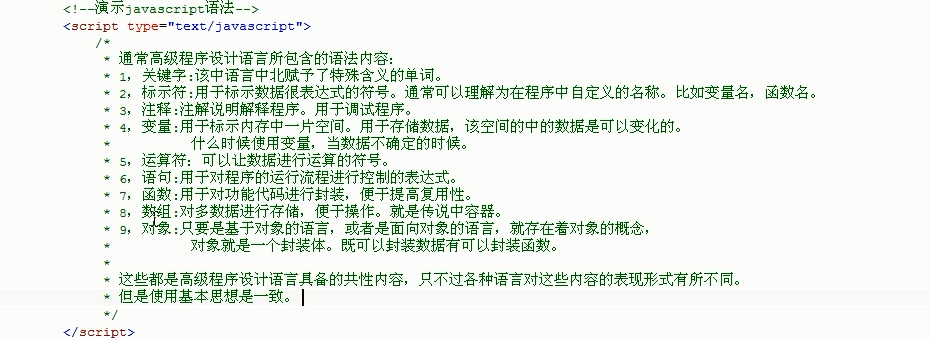 <!--演示javascript语法-->
<script type="text/javascript">
/*
* 通常高级程序设计语言所包含的语法内容:
* 1, 关键字:该中语言中北赋予了特殊含义的单词。
* 2, 标示符:用于标示数据很表达式的符号。通常可以理解为在程序中自定义的名称。比如变量名，函数名。
* 3, 注释:注解说明解释程序。用于调试程序。
* 4, 变量:用于标示内存中一片空间。用于存储数据，该空间的中的数据是可以变化的。
* 什么时候使用变量，当数据不确定的时候。
* 5, 运算符: 可以让数据进行运算的符号。
* 6, 语句:用于对程序的运行流程进行控制的表达式。
* 7, 函数:用于对功能代码进行封装，便于提高复用性。
* 8, 数组:对多数据进行存储，便于操作。就是传说中容器。
* 9, 对象:只要是基于对象的语言，或者是面向对象的语言，就存在着对象的概念，
* 对象就是一个封装体。既可以封装数据有可以封装函数。
*
* 这些都是高级程序设计语言具备的共性内容，只不过各种语言对这些内容的表现形式有所不同。
* 但是使用基本思想是一致。
*/
</script>